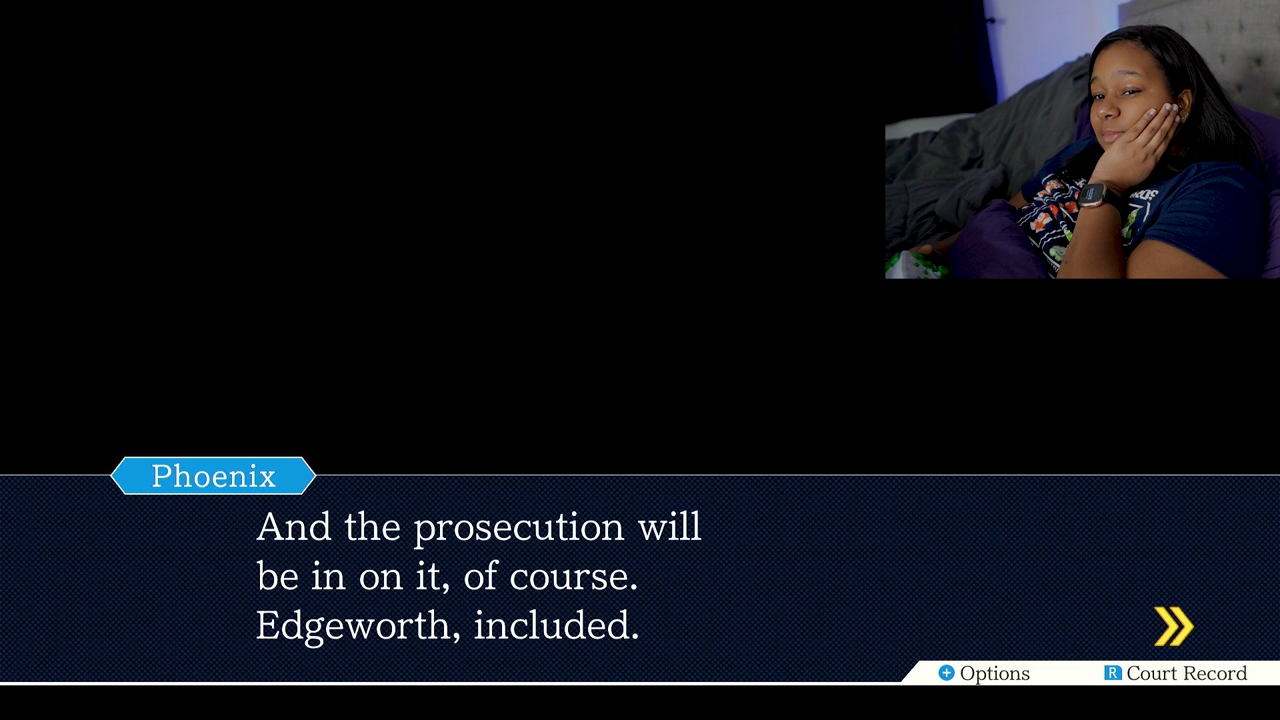 Phoenix
And the prosecution will
be in on it, of course.
Edgeworth, included.
+ Options
R Court Record